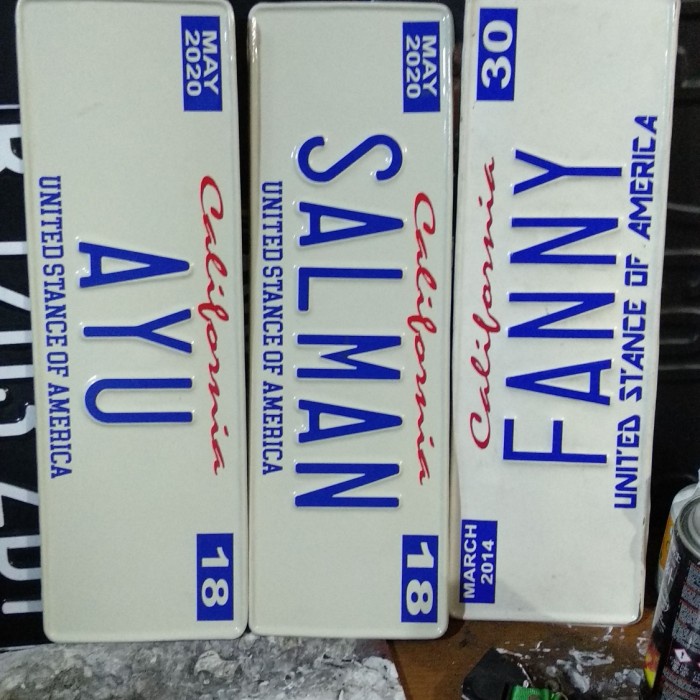 MAY
2020
California
18
AYU
UNITED STANCE OF AMERICA
MAY
2020
California
18
SALMAN
UNITED STANCE OF AMERICA
MARCH
2014
California
30
FANNY
UNITED STANCE OF AMERICA